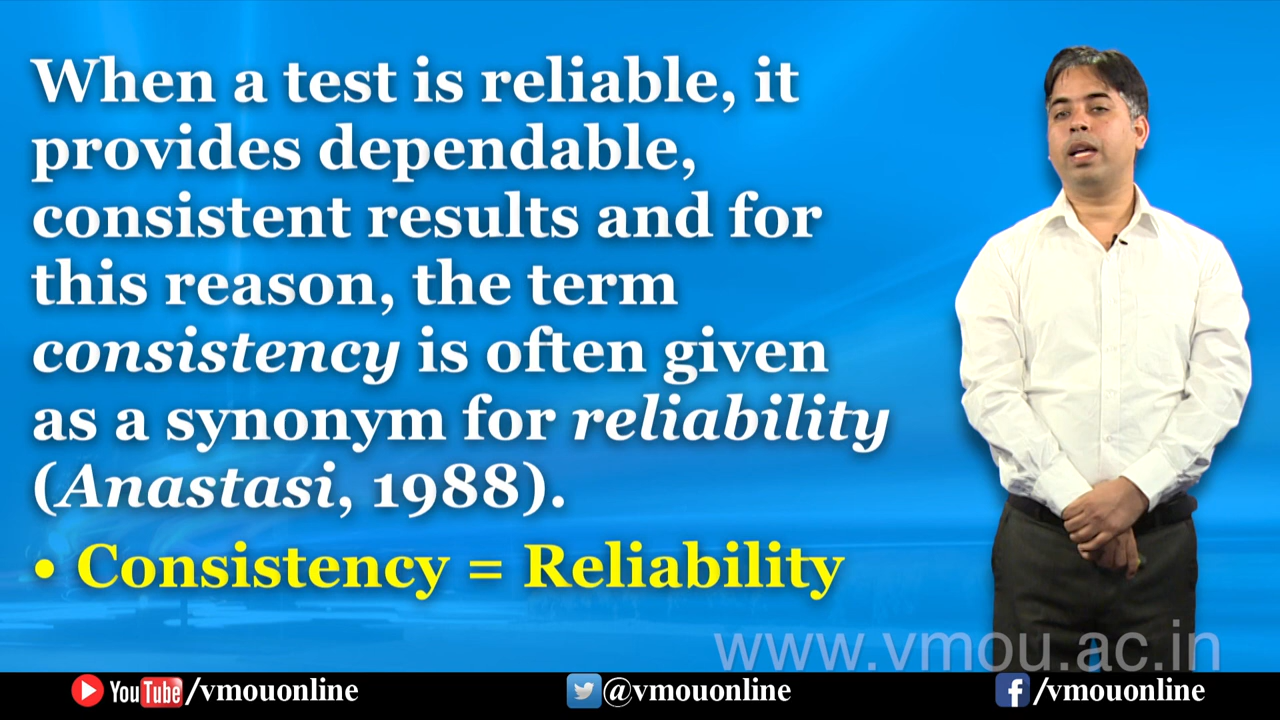 When a test is reliable, it
provides dependable,
consistent results and for
this reason, the term
consistency is often given
as a synonym for reliability
(Anastasi, 1988).
• Consistency = Reliability
www.vmou.ac.in
YouTube/vmouonline
@vmouonline
f/vmouonline